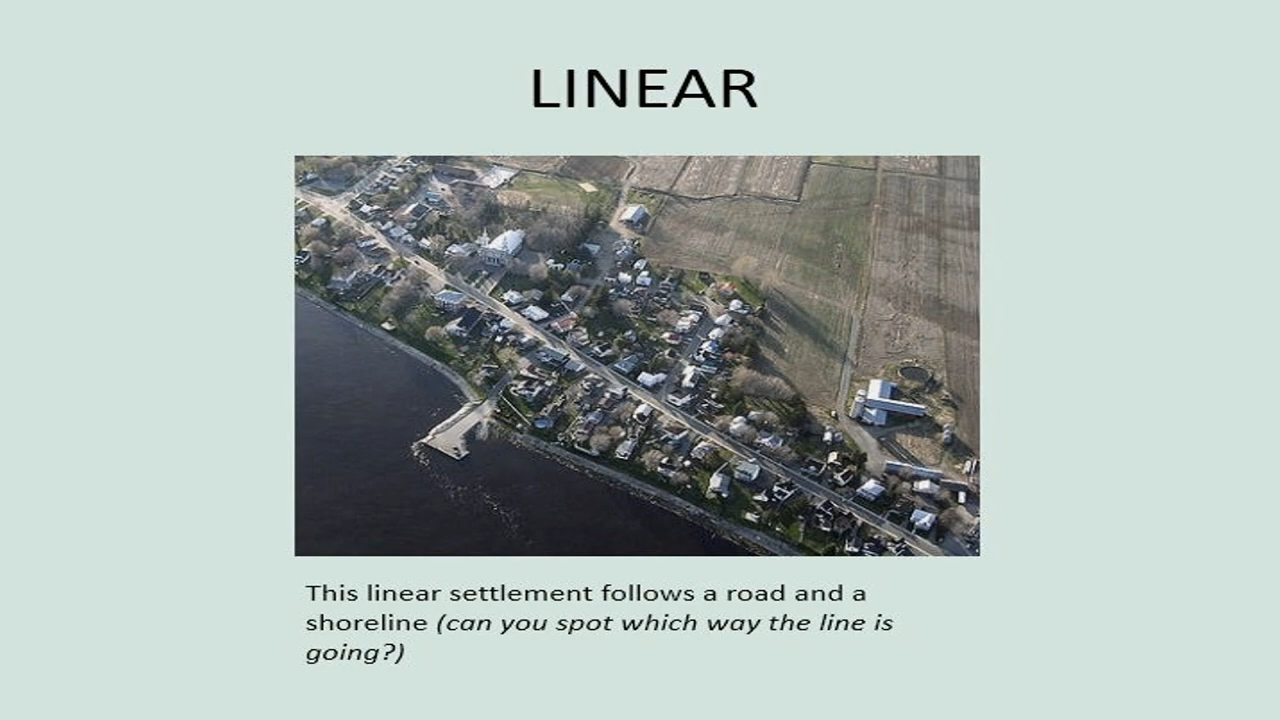 LINEAR
This linear settlement follows a road and a
shoreline (can you spot which way the line is
going?)